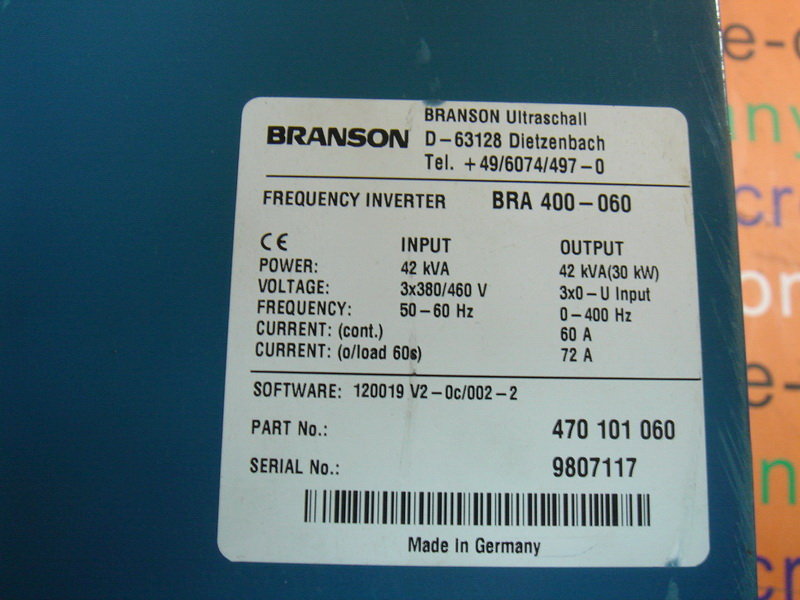 BRANSON
BRANSON Ultraschall
D-63128 Dietzenbach
Tel. +49/6074/497-0
FREQUENCY INVERTER BRA 400-060
CE INPUT OUTPUT
POWER: 42 kVA 42 kVA(30 kW)
VOLTAGE: 3x380/460 V 3x0-U Input
FREQUENCY: 50-60 Hz 0-400 Hz
CURRENT: (cont.) 60 A
CURRENT: (o/load 60s) 72 A
SOFTWARE: 120019 V2-0c/002-2
PART No.: 470 101 060
SERIAL No.: 9807117
Made In Germany